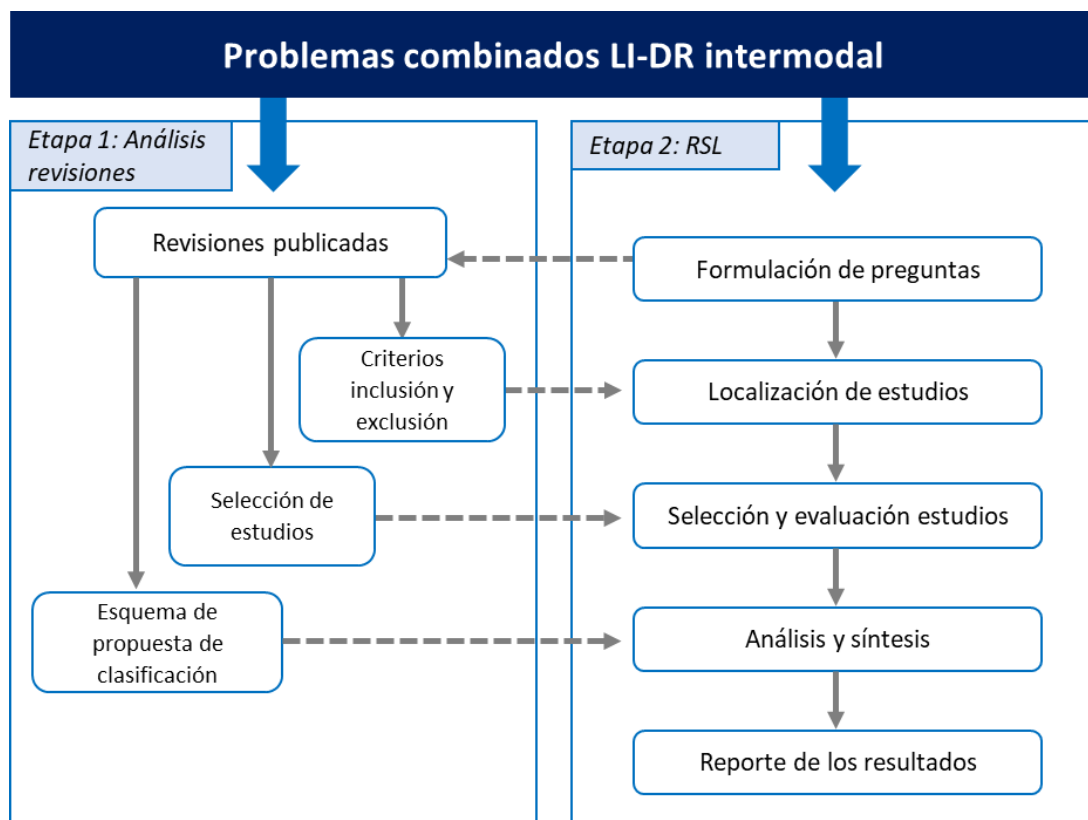 Problemas combinados LI-DR intermodal
Etapa 1: Análisis
revisiones
Revisiones publicadas
Criterios
inclusión y
exclusión
Selección de
estudios
Esquema de
propuesta de
clasificación
Etapa 2: RSL
Formulación de preguntas
Localización de estudios
Selección y evaluación estudios
Análisis y síntesis
Reporte de los resultados